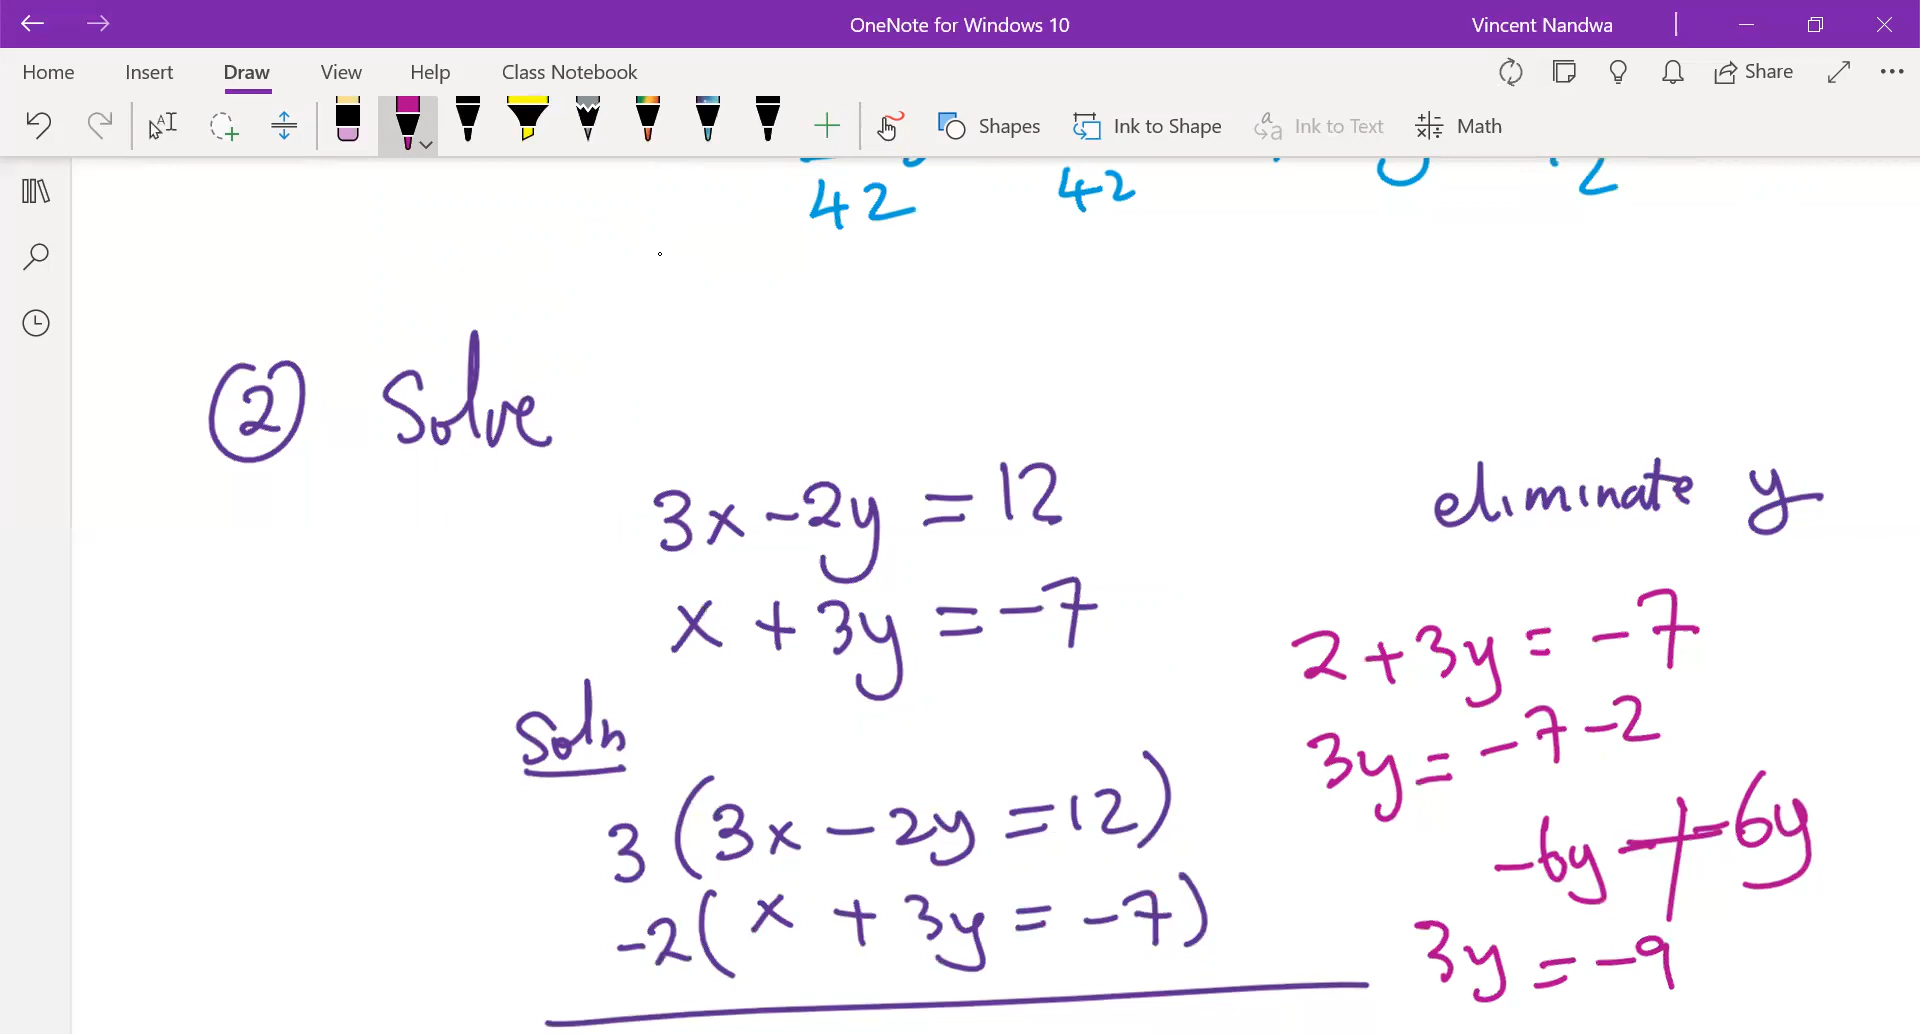 OneNote for Windows 10
Vincent Nandwa
Home Insert Draw View Help Class Notebook Share
Shapes Ink to Shape Ink to Text Math
42 42 12
② Solve
3x - 2y = 12
x + 3y = -7
Soln
3(3x - 2y = 12)
-2(x + 3y = -7)
eliminate y
2 + 3y = -7
3y = -7 - 2
-6y + -6y
3y = -9